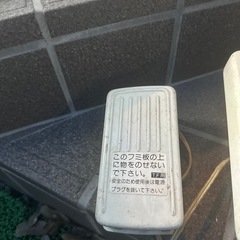 このフミ板の上
に物をのせない
で下さい。
安全のため使用後は電源
プラグを抜いて下さい。